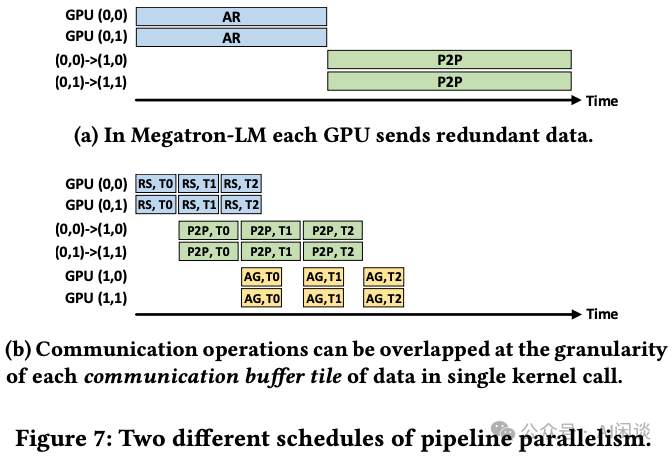 GPU (0,0) AR
GPU (0,1) AR
(0,0)->(1,0) P2P
(0,1)->(1,1) P2P
Time
(a) In Megatron-LM each GPU sends redundant data.
GPU (0,0) RS, T0 RS, T1 RS, T2
GPU (0,1) RS, T0 RS, T1 RS, T2
(0,0)->(1,0) P2P, T0 P2P, T1 P2P, T2
(0,1)->(1,1) P2P, T0 P2P, T1 P2P, T2
GPU (1,0) AG,T0 AG,T1 AG,T2
GPU (1,1) AG,T0 AG,T1 AG,T2
Time
(b) Communication operations can be overlapped at the granularity
of each communication buffer tile of data in single kernel call.
Figure 7: Two different schedules of pipeline parallelism.
公众号 · AI闲谈